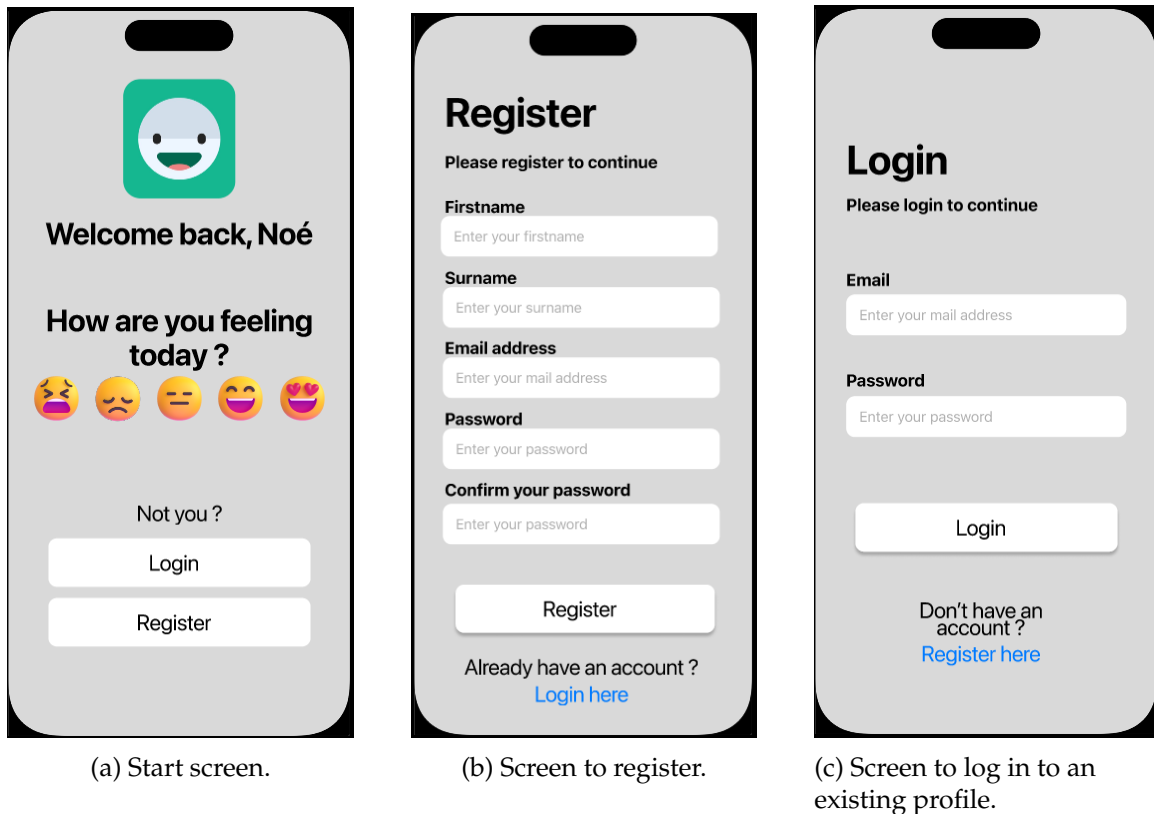 Welcome back, Noé
How are you feeling
today ?
Not you ?
Login
Register
(a) Start screen.
Register
Please register to continue
Firstname
Enter your firstname
Surname
Enter your surname
Email address
Enter your mail address
Password
Enter your password
Confirm your password
Enter your password
Register
Already have an account ?
Login here
(b) Screen to register.
Login
Please login to continue
Email
Enter your mail address
Password
Enter your password
Login
Don't have an
account ?
Register here
(c) Screen to log in to an
existing profile.